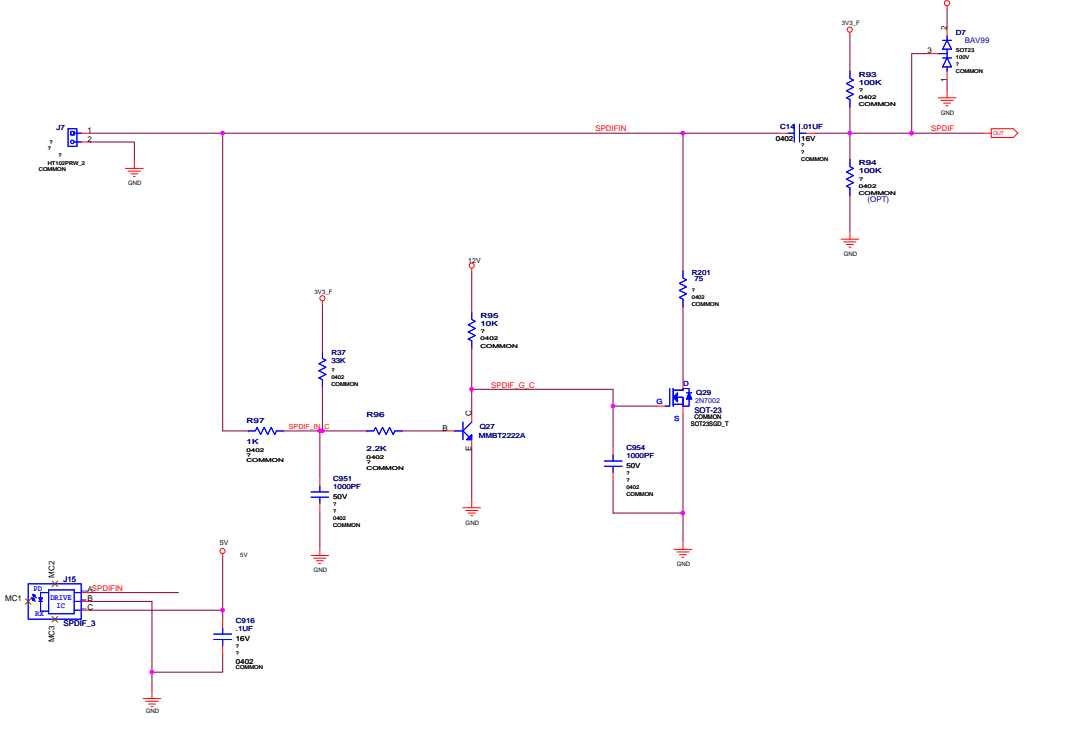 3V3_F
2
D7
BAV99
3
SOT23
100V
?
COMMON
1
GND
R93
100K
?
0402
COMMON
J7
1
2
?
?
?
HT102PRW_2
COMMON
GND
SPDIFIN
C14
.01UF
0402
16V
?
?
COMMON
SPDIF
OUT
R94
100K
?
0402
COMMON
(OPT)
GND
12V
R201
75
?
0402
COMMON
3V3_F
R95
10K
?
0402
COMMON
R37
33K
?
0402
COMMON
SPDIF_G_C
D
G
S
Q29
2N7002
SOT-23
COMMON
SOT23SGD_T
R97
1K
0402
?
COMMON
SPDIF_IN_C
R96
2.2K
0402
?
COMMON
B
C
E
Q27
MMBT2222A
C954
1000PF
50V
?
?
0402
COMMON
C951
1000PF
50V
?
?
0402
COMMON
GND
GND
GND
5V
5V
MC2
J15
MC1
PD
RX
DRIVE
IC
A
SPDIFIN
B
C
MC3
SPDIF_3
C916
.1UF
16V
?
?
0402
COMMON
GND